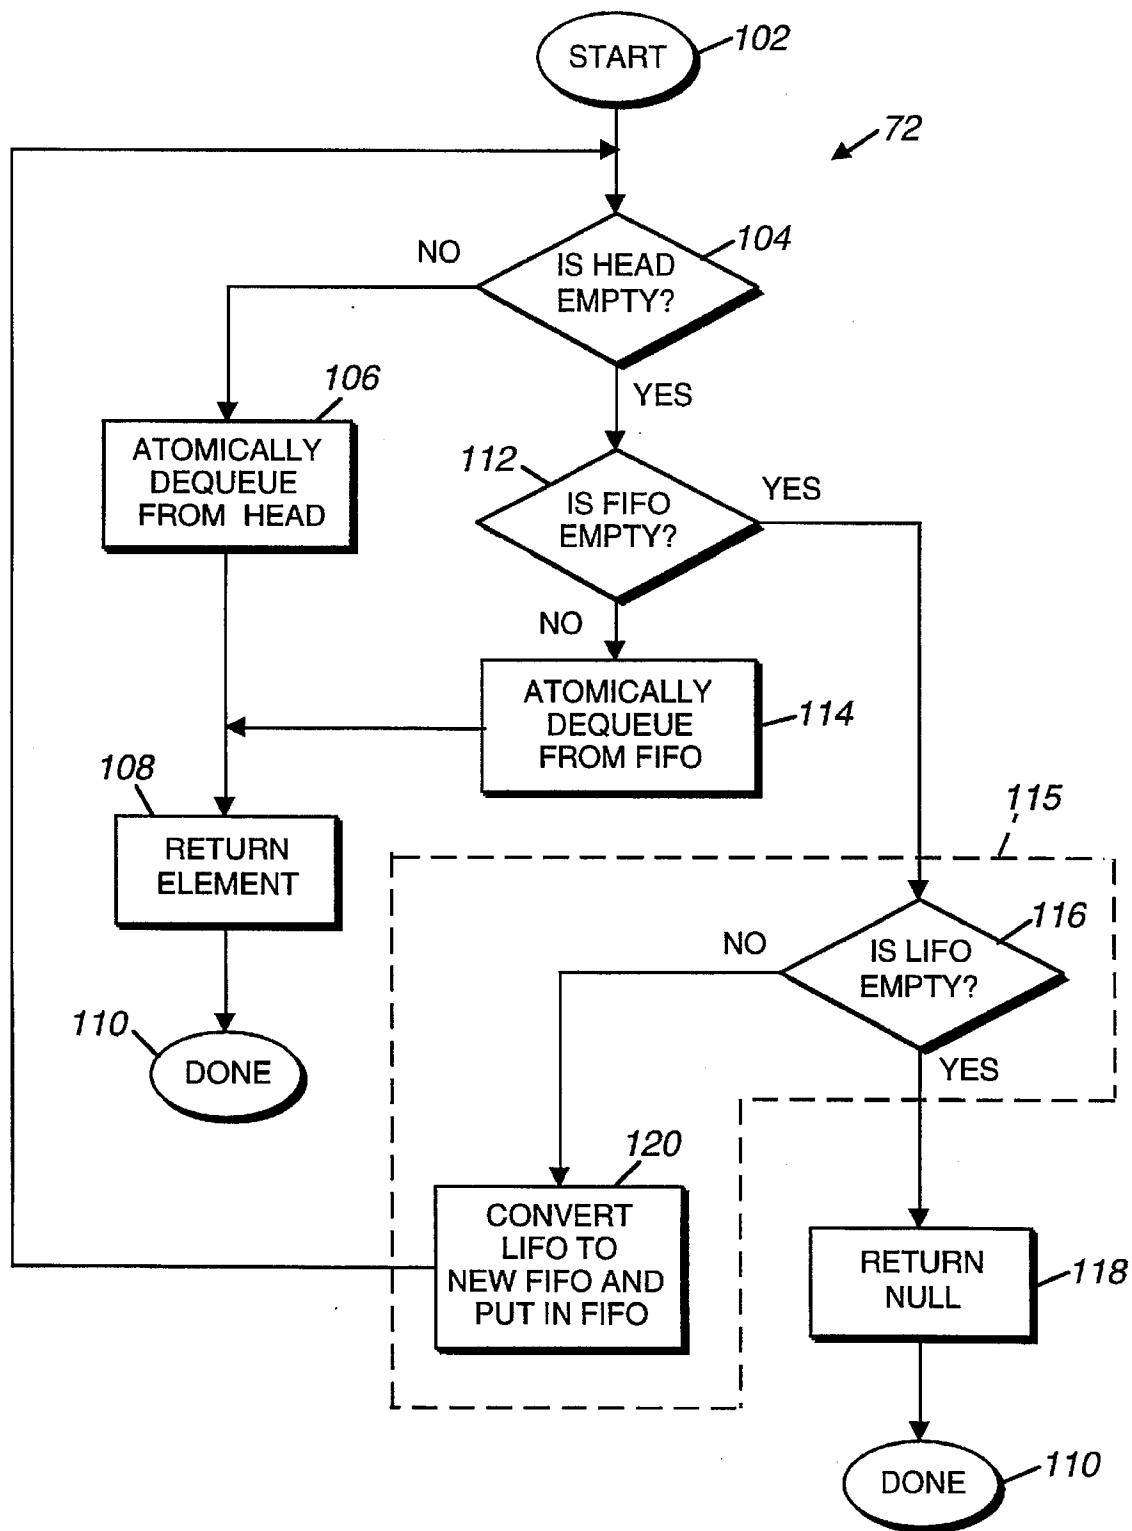 START
102
72
NO
104
IS HEAD
EMPTY?
106
YES
ATOMICALLY
DEQUEUE
FROM HEAD
112
IS FIFO
EMPTY?
YES
NO
ATOMICALLY
DEQUEUE
FROM FIFO
114
108
RETURN
ELEMENT
115
116
NO
IS LIFO
EMPTY?
110
DONE
YES
120
CONVERT
LIFO TO
NEW FIFO AND
PUT IN FIFO
RETURN
NULL
118
DONE
110